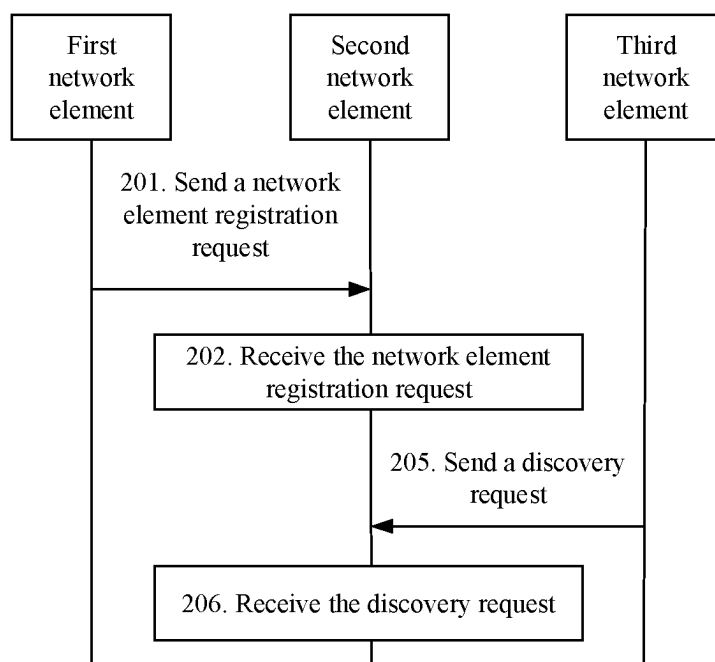 First
network
element
Second
network
element
Third
network
element
201. Send a network
element registration
request
202. Receive the network element
registration request
205. Send a discovery
request
206. Receive the discovery request